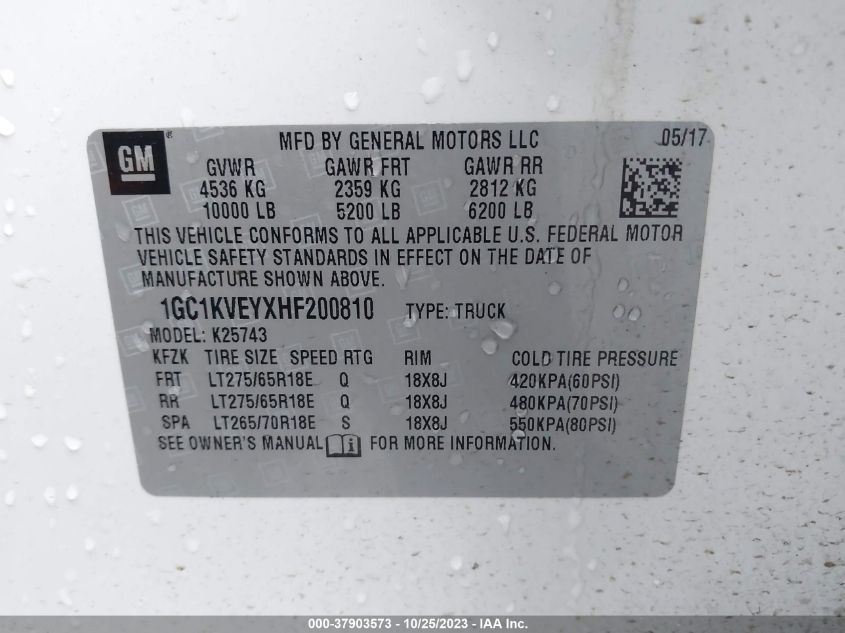 GM® MFD BY GENERAL MOTORS LLC 05/17
GVWR GAWR FRT GAWR RR
4536 KG 2359 KG 2812 KG
10000 LB 5200 LB 6200 LB
THIS VEHICLE CONFORMS TO ALL APPLICABLE U.S. FEDERAL MOTOR
VEHICLE SAFETY STANDARDS IN EFFECT ON THE DATE OF
MANUFACTURE SHOWN ABOVE.
1GC1KVEYXHF200810 TYPE: TRUCK
MODEL: K25743
KFZK TIRE SIZE SPEED RTG RIM COLD TIRE PRESSURE
FRT LT275/65R18E Q 18X8J 420KPA(60PSI)
RR LT275/65R18E Q 18X8J 480KPA(70PSI)
SPA LT265/70R18E S 18X8J 550KPA(80PSI)
SEE OWNER'S MANUAL FOR MORE INFORMATION.
000-37903573 - 10/25/2023 - IAA Inc.